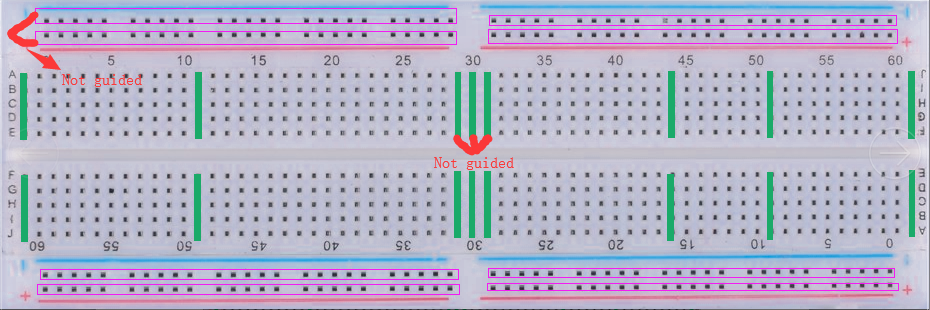 +
5 10 15 20 25 30 35 40 45 50 55 60
A J
Not guided
B I
C H
D G
E F
Not guided
F E
G D
H C
I B
J A
60 55 50 45 40 35 30 25 20 15 10 5 0
+ +